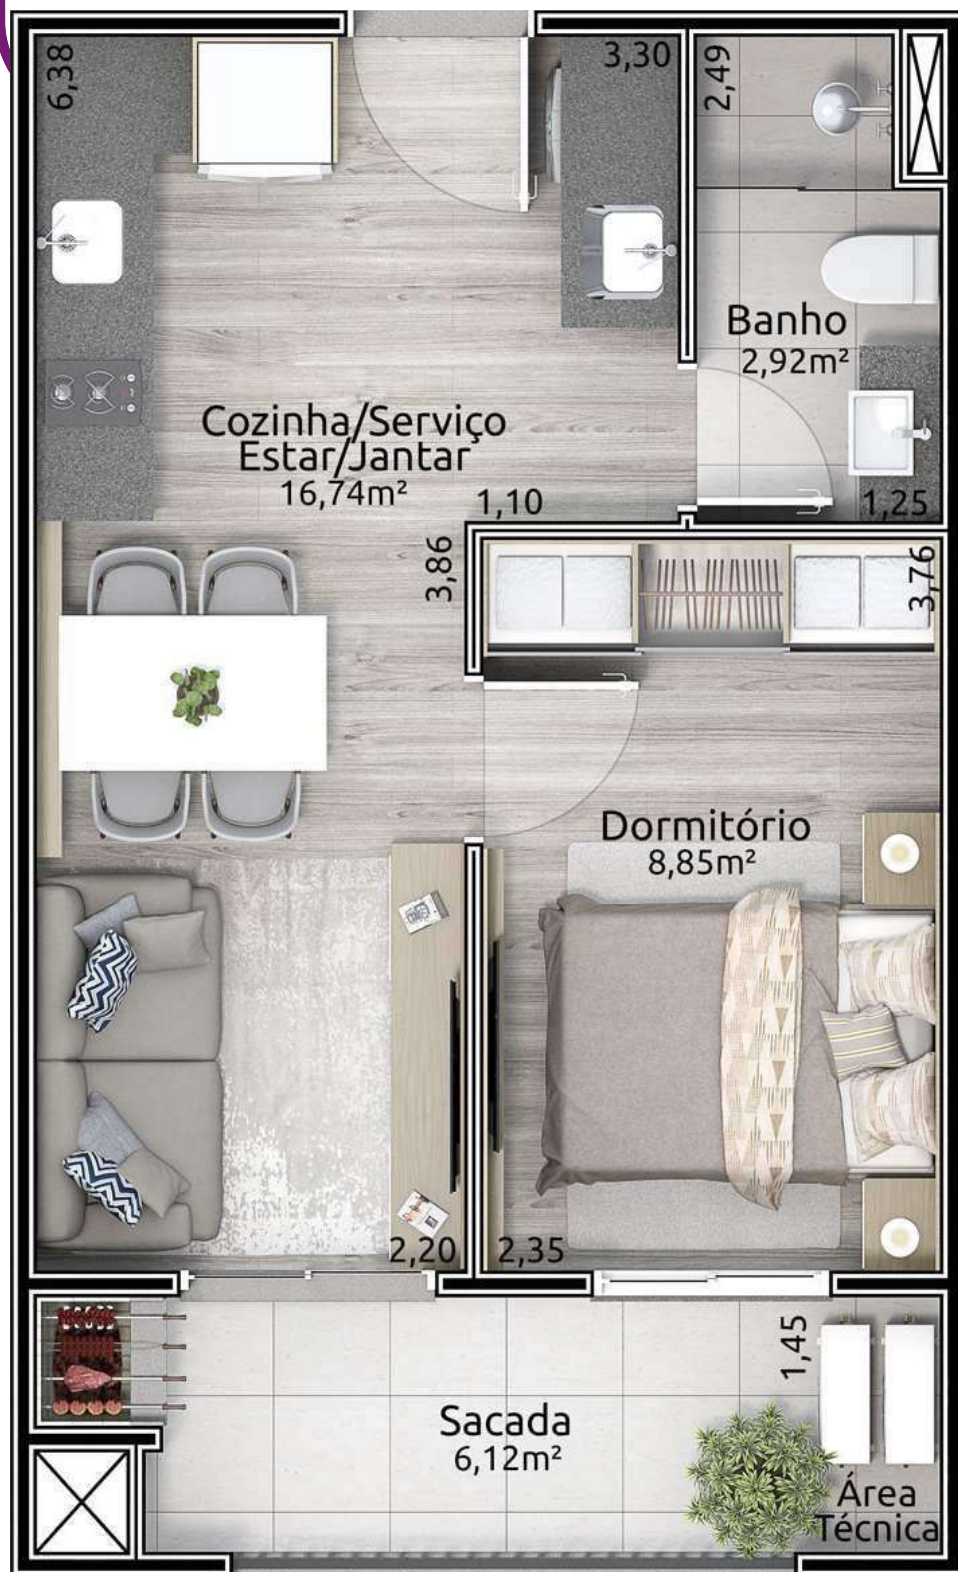 6,38
3,30
2,49
Banho
2,92m²
Cozinha/Serviço
Estar/Jantar
16,74m²
1,10
1,25
3,86
3,76
Dormitório
8,85m²
2,20
2,35
1,45
Sacada
6,12m²
Área
Técnica